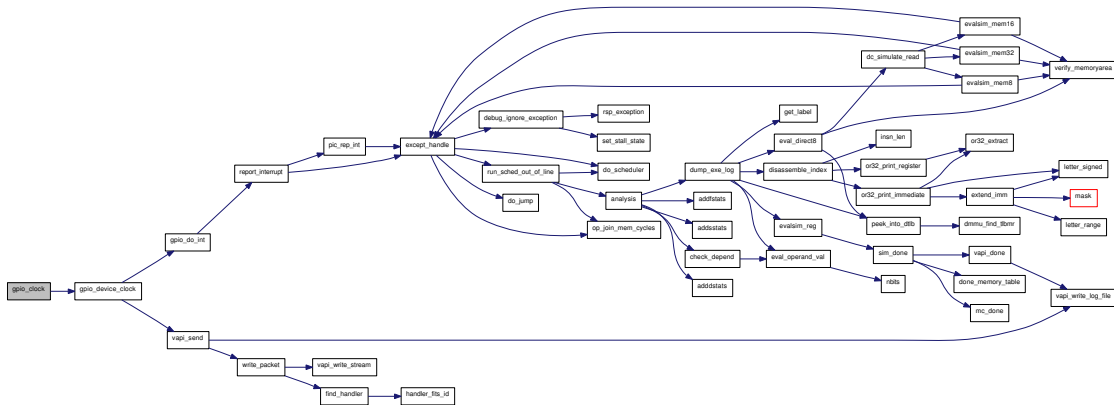 gpio_clock
gpio_device_clock
gpio_do_int
vapi_send
report_interrupt
write_packet
pic_rep_int
vapi_write_stream
find_handler
except_handle
handler_fits_id
debug_ignore_exception
run_sched_out_of_line
do_jump
rsp_exception
set_stall_state
do_scheduler
analysis
op_join_mem_cycles
dump_exe_log
addfstats
addsstats
check_depend
adddstats
get_label
eval_direct8
disassemble_index
evalsim_reg
eval_operand_val
dc_simulate_read
insn_len
or32_print_register
or32_print_immediate
peek_into_dtlb
sim_done
nbits
evalsim_mem16
evalsim_mem32
evalsim_mem8
or32_extract
extend_imm
dmmu_find_tlbmr
vapi_done
done_memory_table
mc_done
verify_memoryarea
letter_signed
mask
letter_range
vapi_write_log_file